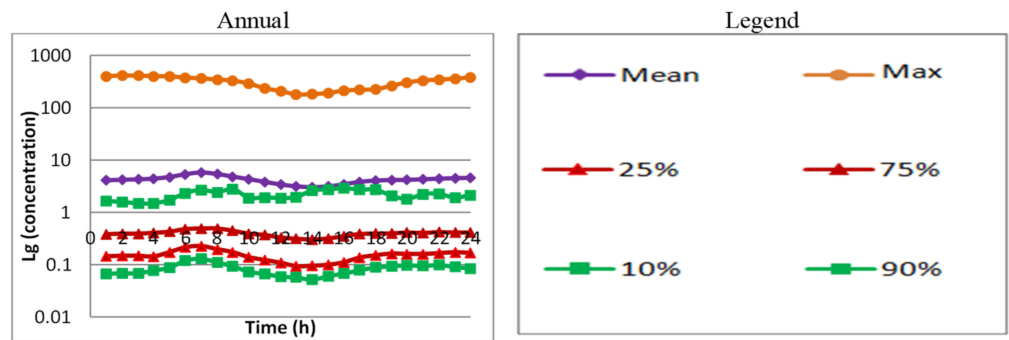 Annual
Legend
1000
100
10
1
0.1
0.01
Lg (concentration)
0 2 4 6 8 10 12 14 16 18 20 22 24
Time (h)
Mean
Max
25%
75%
10%
90%